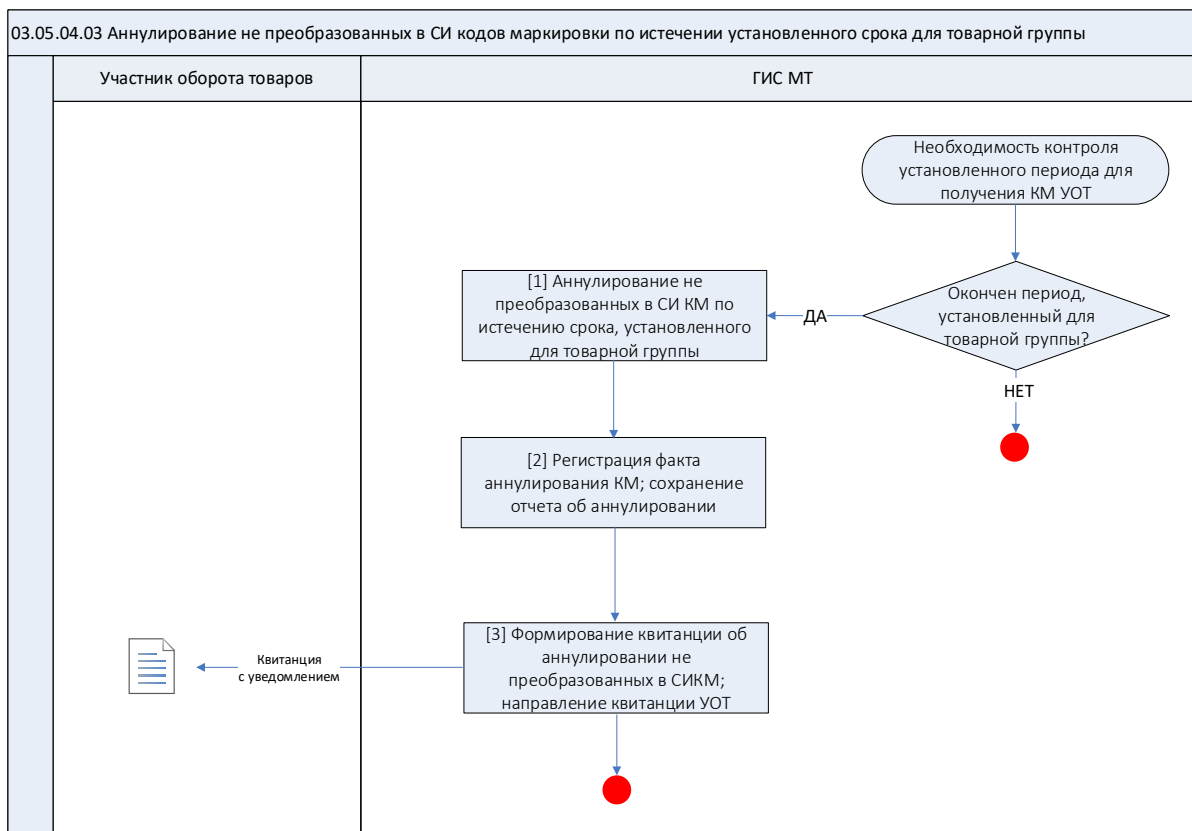 03.05.04.03 Аннулирование не преобразованных в СИ кодов маркировки по истечении установленного срока для товарной группы
Участник оборота товаров
ГИС МТ
Необходимость контроля
установленного периода для
получения КМ УОТ
Окончен период,
установленный для
товарной группы?
ДА
НЕТ
[1] Аннулирование не
преобразованных в СИ КМ по
истечению срока, установленного
для товарной группы
[2] Регистрация факта
аннулирования КМ; сохранение
отчета об аннулировании
[3] Формирование квитанции об
аннулировании не
преобразованных в СИКМ;
направление квитанции УОТ
Квитанция
с уведомлением